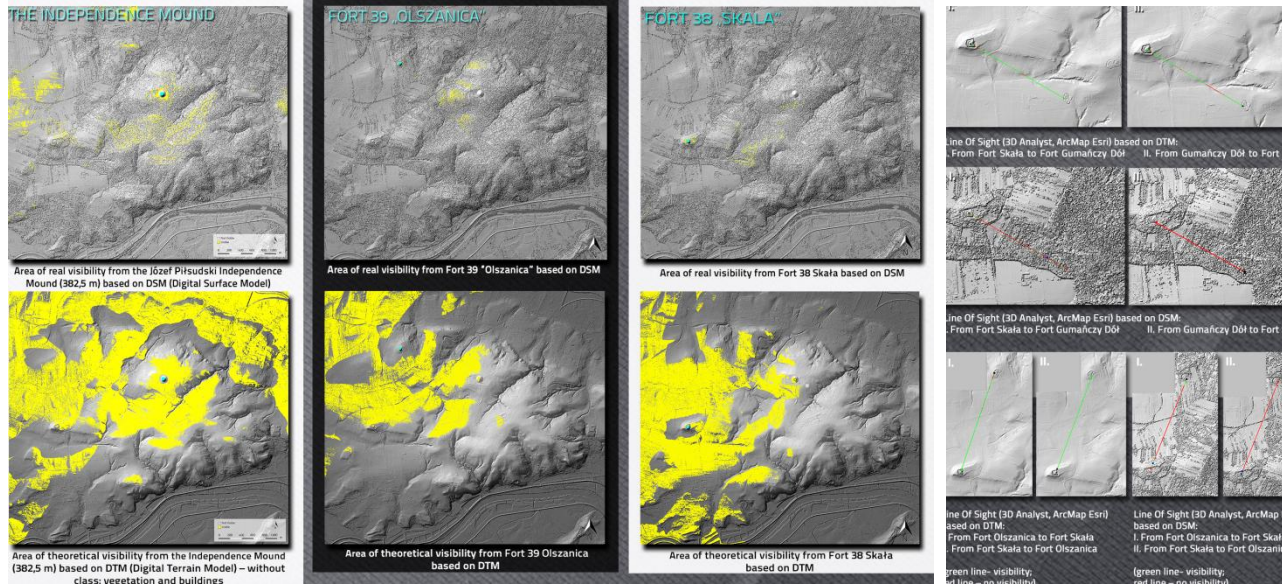 THE INDEPENDENCE MOUND
Area of real visibility from the Józef Piłsudski Independence
Mound (382,5 m) based on DSM (Digital Surface Model)
Area of theoretical visibility from the Independence Mound
(382,5 m) based on DTM (Digital Terrain Model) – without
class: vegetation and buildings
FORT 39 „OLSZANICA"
Area of real visibility from Fort 39 "Olszanica" based on DSM
Area of theoretical visibility from Fort 39 Olszanica
based on DTM
FORT 38 „SKAŁA"
Area of real visibility from Fort 38 Skała based on DSM
Area of theoretical visibility from Fort 38 Skała
based on DTM
I. II.
Line Of Sight (3D Analyst, ArcMap Esri) based on DTM:
I. From Fort Skała to Fort Gumańczy Dół II. From Gumańczy Dół to Fort
Line Of Sight (3D Analyst, ArcMap Esri) based on DSM:
I. From Fort Skała to Fort Gumańczy Dół II. From Gumańczy Dół to Fort
I. II. I. II.
Line Of Sight (3D Analyst, ArcMap Esri)
based on DTM:
I. From Fort Olszanica to Fort Skała
II. From Fort Skała to Fort Olszanica
(green line- visibility;
red line – no visibility)
Line Of Sight (3D Analyst, ArcMap
based on DSM:
I. From Fort Olszanica to Fort Skał
II. From Fort Skała to Fort Olszanic
(green line- visibility;
red line – no visibility)